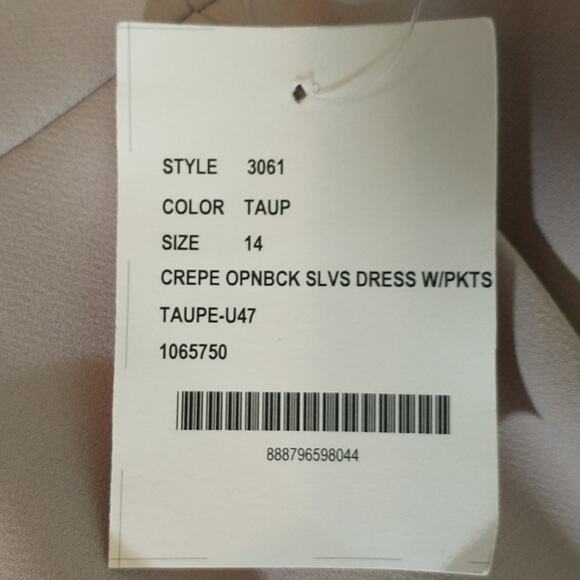 STYLE 3061
COLOR TAUP
SIZE 14
CREPE OPNBCK SLVS DRESS W/PKTS
TAUPE-U47
1065750
888796598044